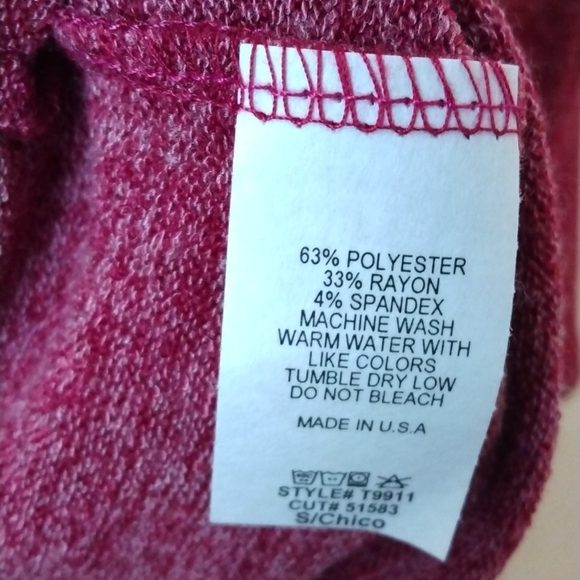 63% POLYESTER
33% RAYON
4% SPANDEX
MACHINE WASH
WARM WATER WITH
LIKE COLORS
TUMBLE DRY LOW
DO NOT BLEACH
MADE IN U.S.A
STYLE# T9911
CUT# 51583
S/Chico